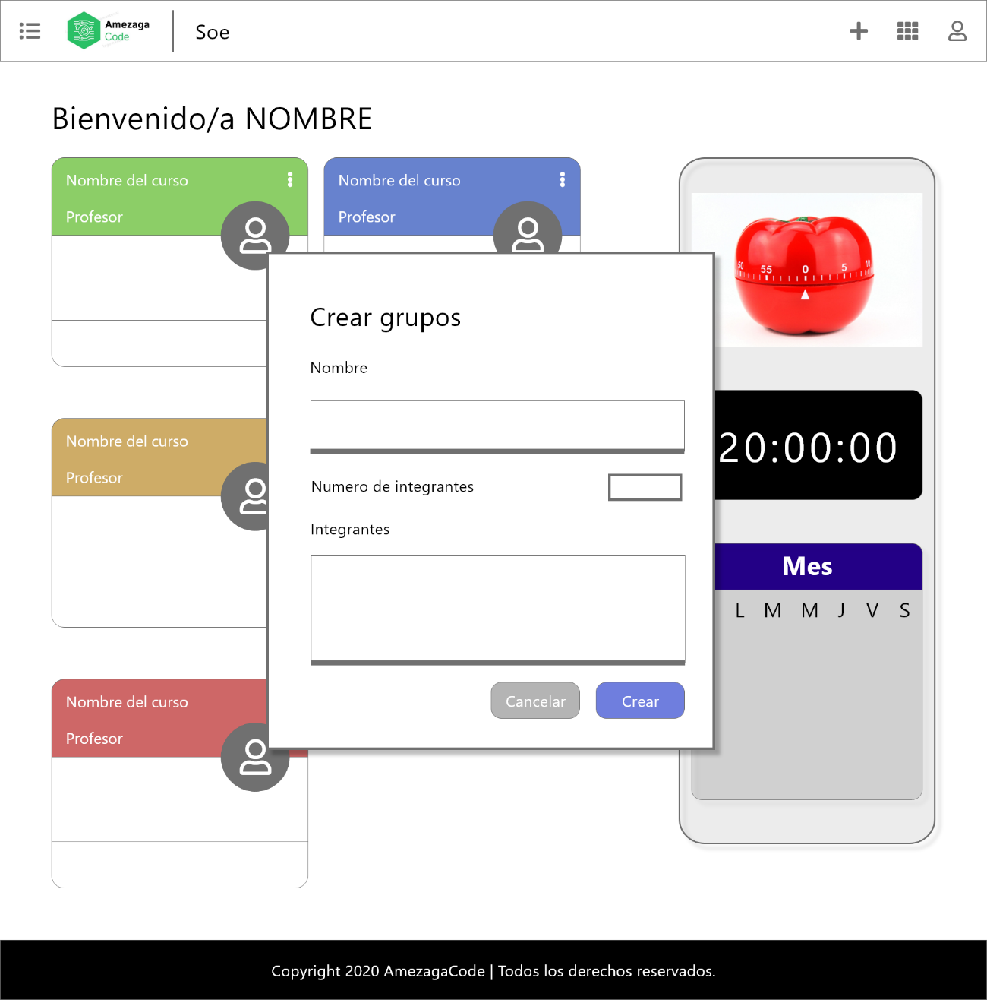 Amezaga
Code
Soe
Bienvenido/a NOMBRE
Nombre del curso
Profesor
Nombre del curso
Profesor
50 55 0 5 10
Crear grupos
Nombre
Numero de integrantes
Integrantes
Cancelar Crear
Nombre del curso
Profesor
Nombre del curso
Profesor
20:00:00
Mes
L M M J V S
Copyright 2020 AmezagaCode | Todos los derechos reservados.